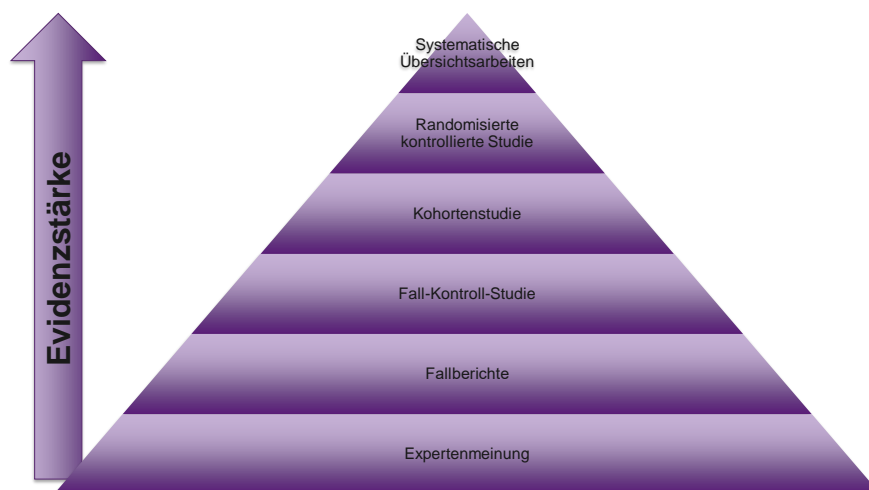 Evidenzstärke
Systematische
Übersichtsarbeiten
Randomisierte
kontrollierte Studie
Kohortenstudie
Fall-Kontroll-Studie
Fallberichte
Expertenmeinung